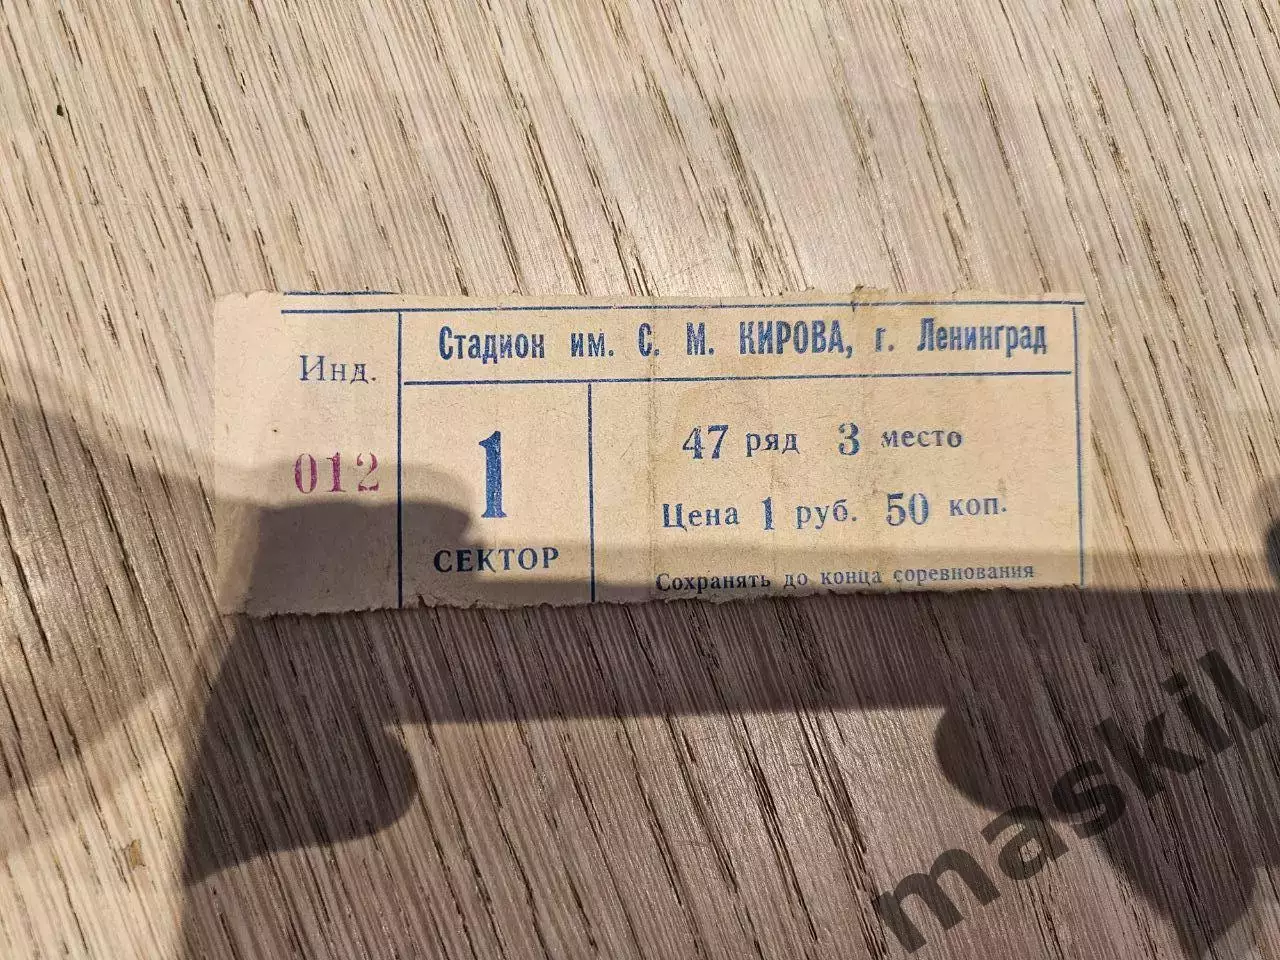 Стадион им. С. М. КИРОВА, г. Ленинград
Инд.
012
1
СЕКТОР
47 ряд 3 место
Цена 1 руб. 50 коп.
Сохранять до конца соревнования
maskil